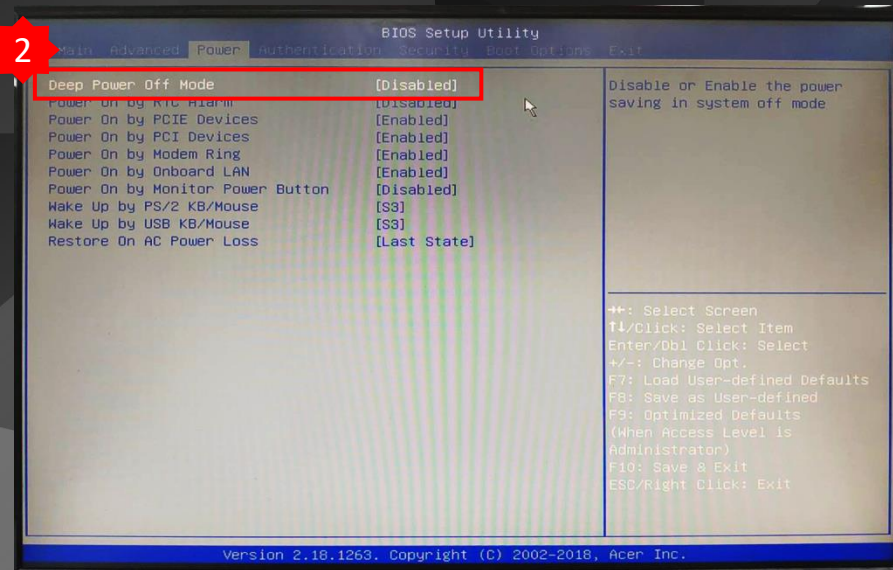 2
BIOS Setup Utility
Main Advanced Power Authentication Security Boot Options Exit
Deep Power Off Mode [Disabled]
Power On by RTC Alarm [Disabled]
Power On by PCIE Devices [Enabled]
Power On by PCI Devices [Enabled]
Power On by Modem Ring [Enabled]
Power On by Onboard LAN [Enabled]
Power On by Monitor Power Button [Disabled]
Wake Up by PS/2 KB/Mouse [S3]
Wake Up by USB KB/Mouse [S3]
Restore On AC Power Loss [Last State]
Disable or Enable the power
saving in system off mode
→←: Select Screen
↑↓/Click: Select Item
Enter/Dbl Click: Select
+/-: Change Opt.
F7: Load User-defined Defaults
F8: Save as User-defined
F9: Optimized Defaults
(When Access Level is
Administrator)
F10: Save & Exit
ESC/Right Click: Exit
Version 2.18.1263. Copyright (C) 2002-2018, Acer Inc.